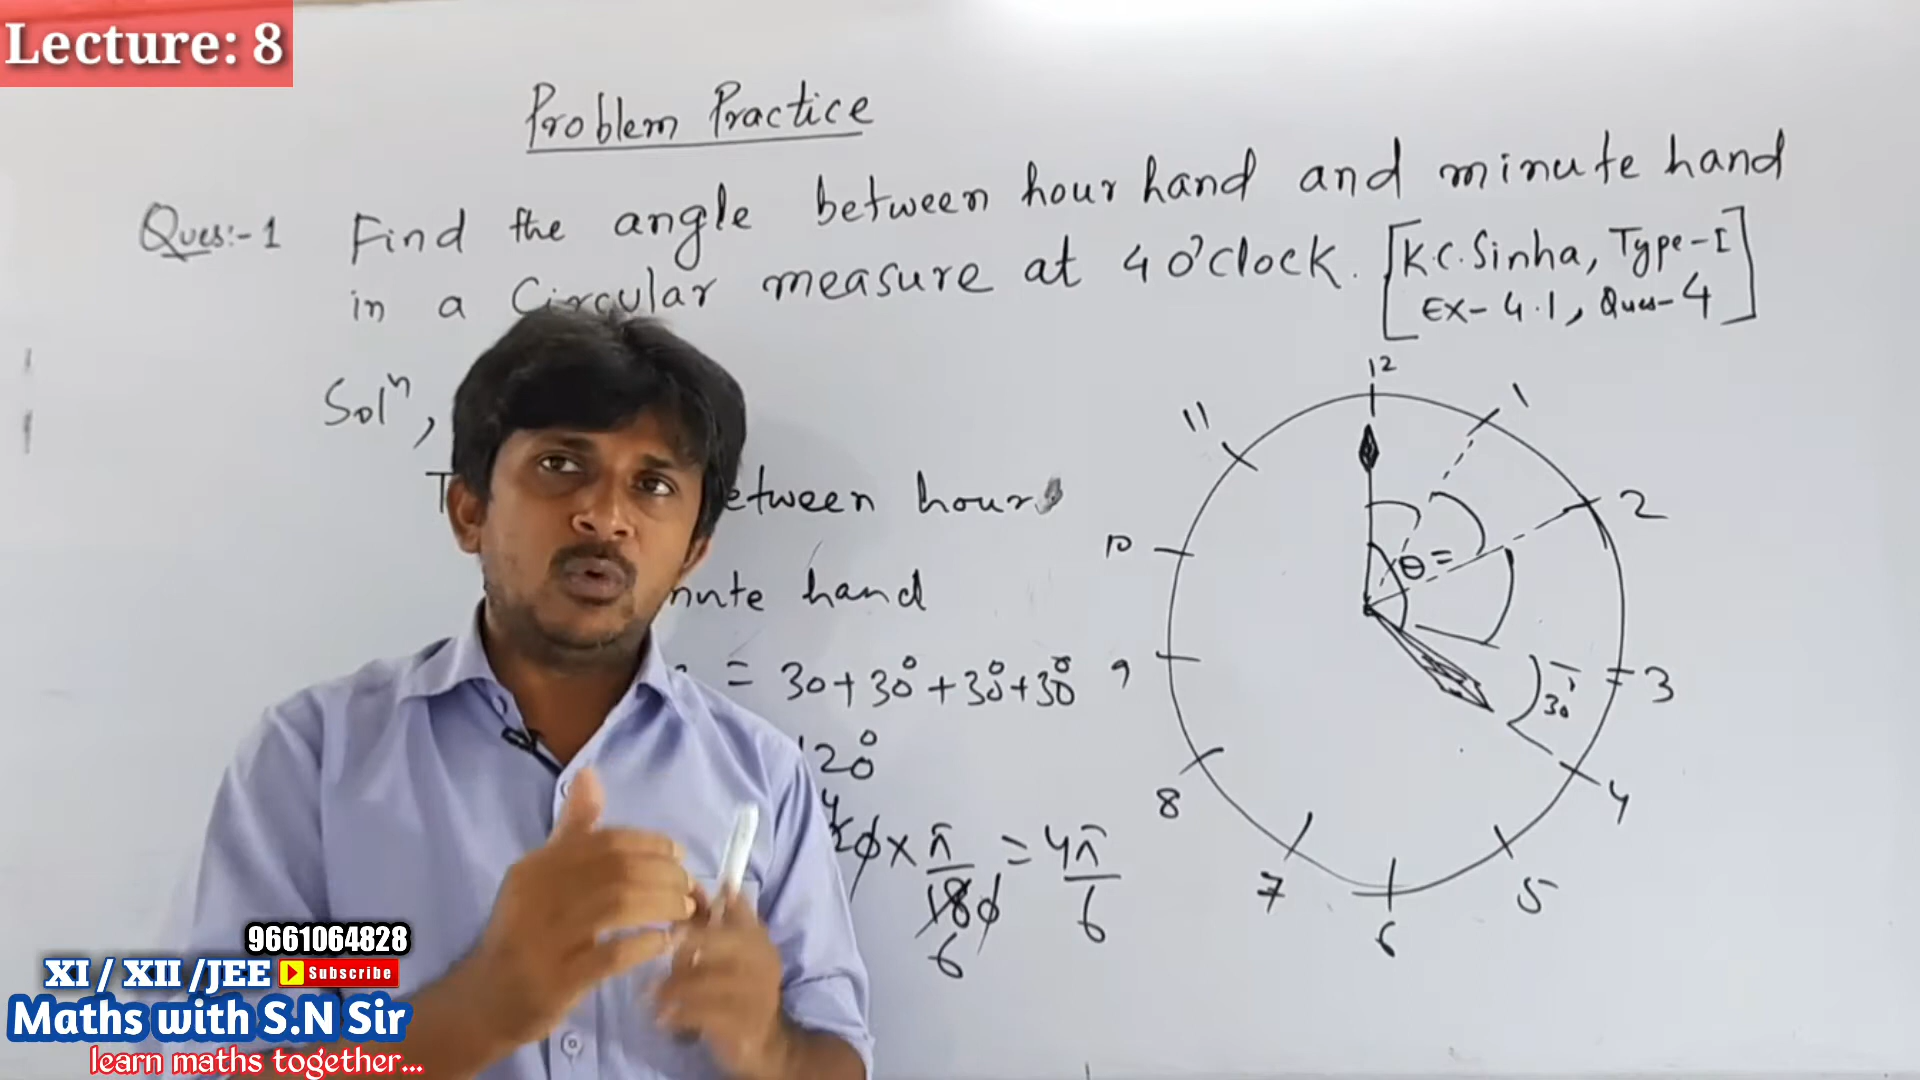 Lecture: 8
Problem Practice
Ques:- 1 Find the angle between hour hand and minute hand
in a Circular measure at 4 o'clock. [K.C. Sinha, Type-I
Ex- 4.1, Ques- 4]
Solⁿ,
etween hour
nute hand
= 30+30°+30°+30°
120°
× π/180 = 4π/6
4
6
12
1
2
3
4
5
6
7
8
9
10
11
θ =
30°
9661064828
XI / XII /JEE Subscribe
Maths with S.N Sir
learn maths together...